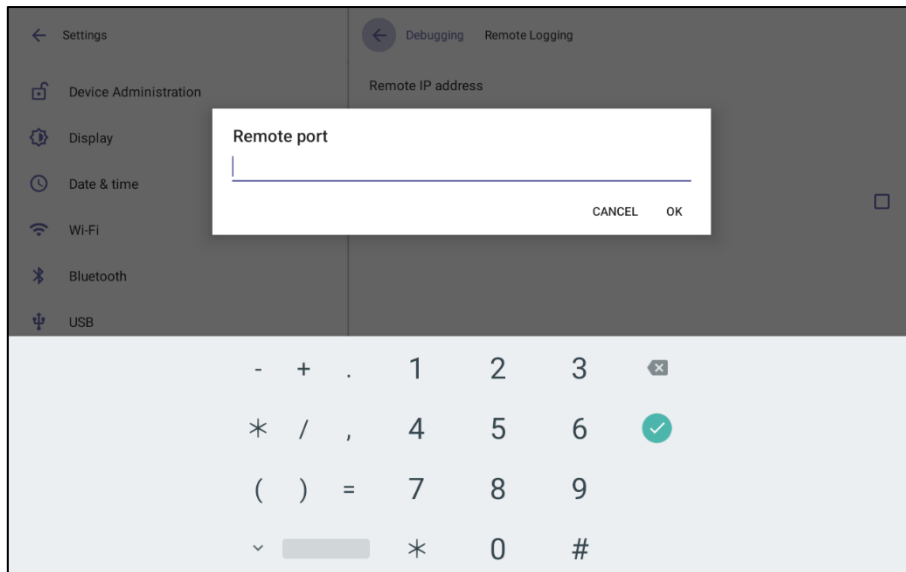 Settings
Debugging Remote Logging
Device Administration
Remote IP address
Display
Remote port
Date & time
CANCEL OK
Wi-Fi
Bluetooth
USB
- + . 1 2 3
* / , 4 5 6
( ) = 7 8 9
* 0 #